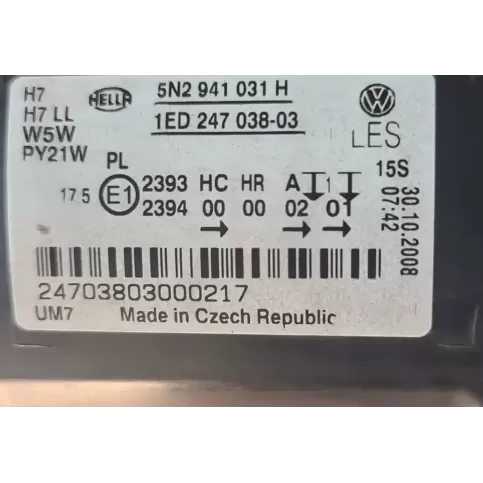 H7
H7 LL
W5W
PY21W
HELLA
5N2 941 031 H
1ED 247 038-03
LES
15S
30.10.2008
07:42
PL
17.5 E1 2393 HC HR A 1
2394 00 00 02 01
24703803000217
UM7 Made in Czech Republic